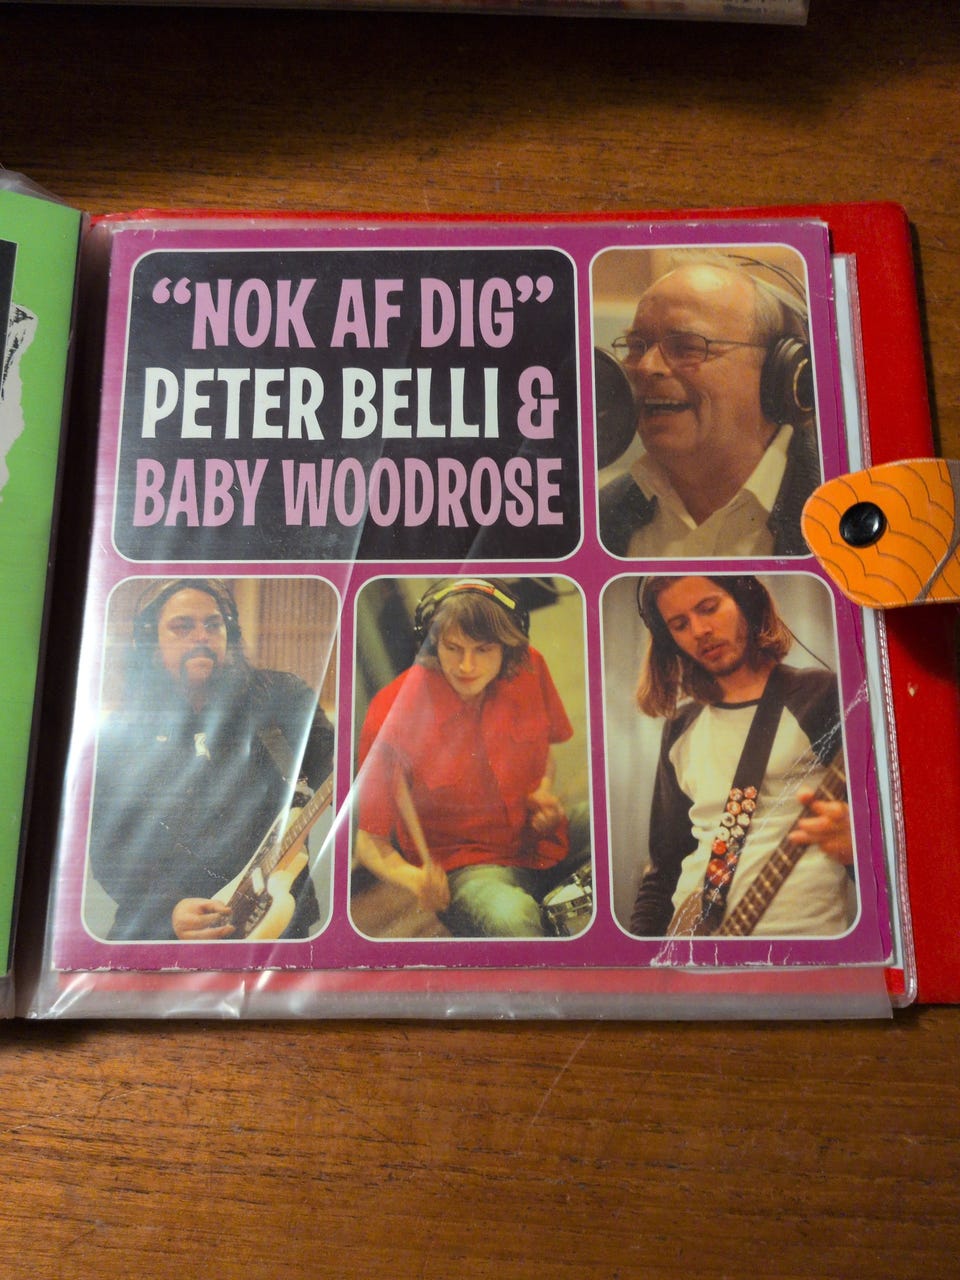 “NOK AF DIG”
PETER BELLI &
BABY WOODROSE